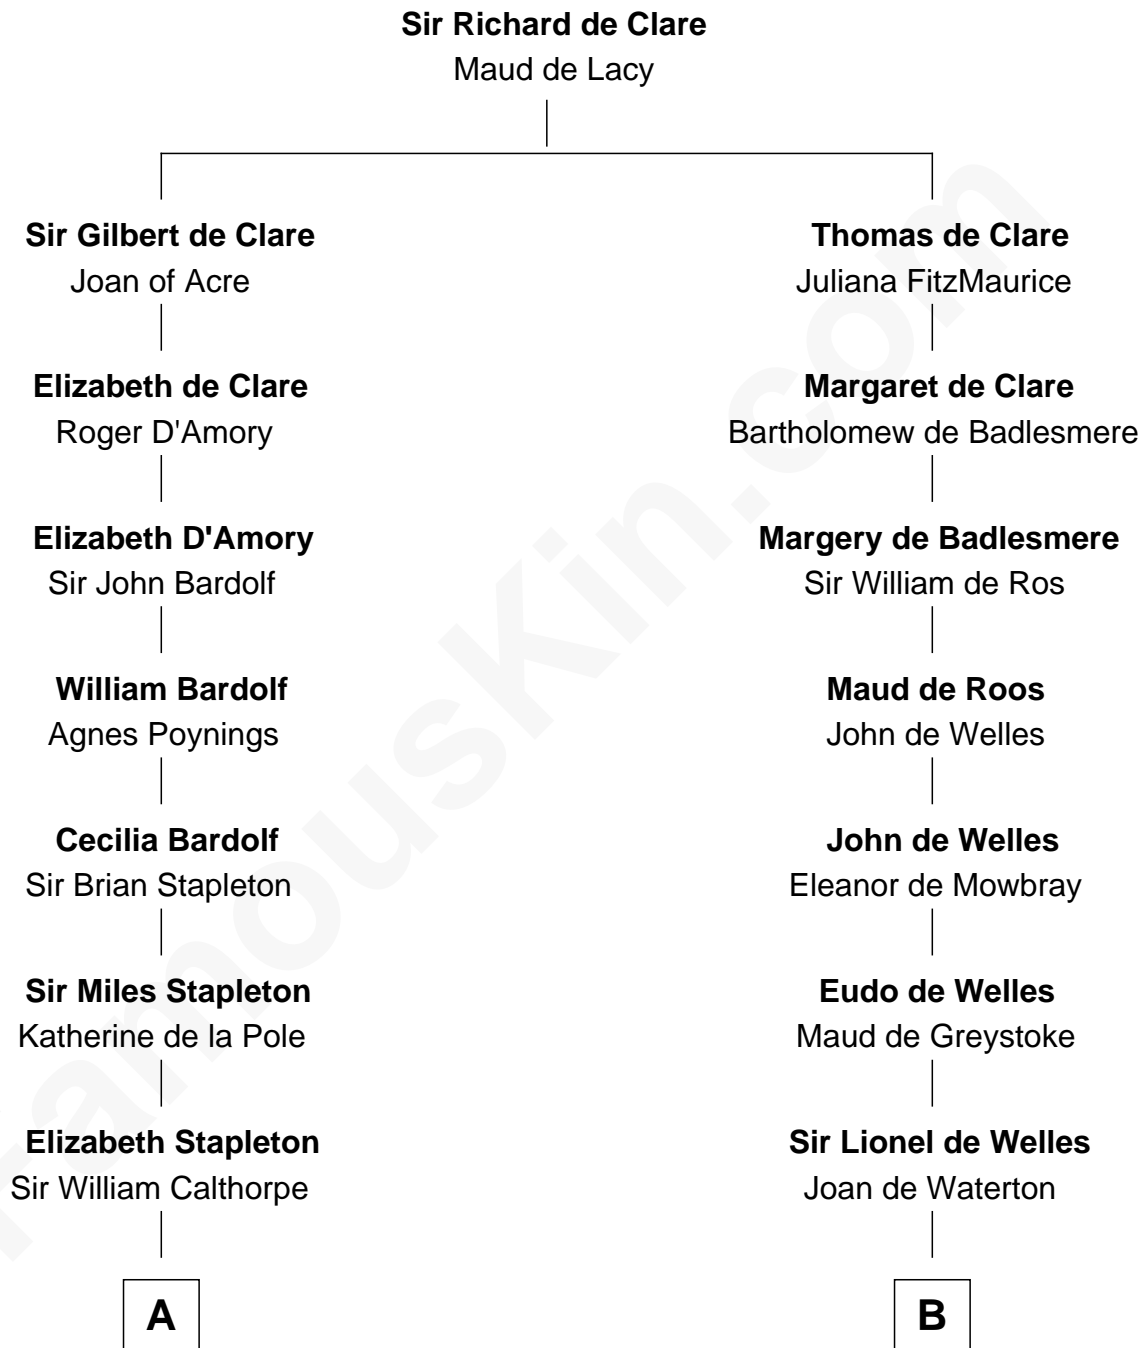 Sir Richard de Clare
Maud de Lacy
Sir Gilbert de Clare
Joan of Acre
Thomas de Clare
Juliana FitzMaurice
Elizabeth de Clare
Roger D'Amory
Margaret de Clare
Bartholomew de Badlesmere
Elizabeth D'Amory
Sir John Bardolf
Margery de Badlesmere
Sir William de Ros
William Bardolf
Agnes Poynings
Maud de Roos
John de Welles
Cecilia Bardolf
Sir Brian Stapleton
John de Welles
Eleanor de Mowbray
Sir Miles Stapleton
Katherine de la Pole
Eudo de Welles
Maud de Greystoke
Elizabeth Stapleton
Sir William Calthorpe
Sir Lionel de Welles
Joan de Waterton
A
B
FamousKin.com